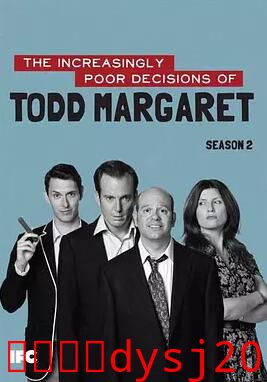 THE INCREASINGLY
POOR DECISIONS OF
TODD MARGARET
SEASON 2
IFC
dysj20